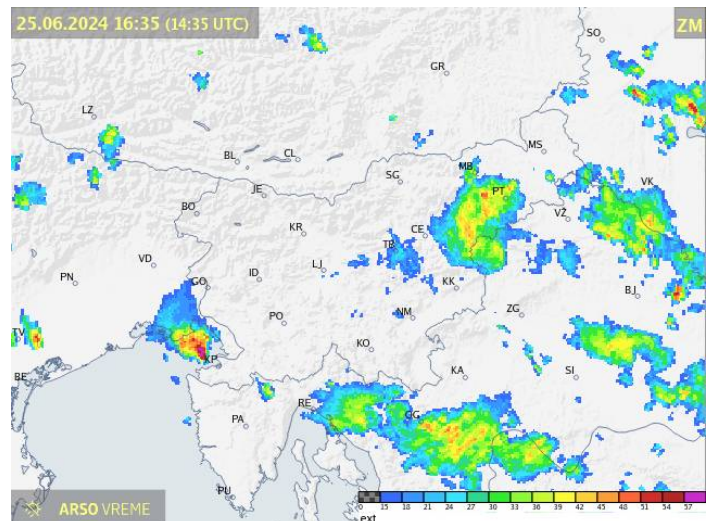 25.06.2024 16:35 (14:35 UTC)
ZM
SO
GR
LZ
MS
BL
CL
MB
VK
SG
PT
JE
BO
VŽ
KR
CE
TR
VD
LJ
ID
PN
GO
KK
BJ
NM
ZG
PO
TV
KO
KP
BE
KA
SI
RE
PA
OG
PU
ARSO VREME
0 15 18 21 24 27 30 33 36 39 42 45 48 51 54 57
ext